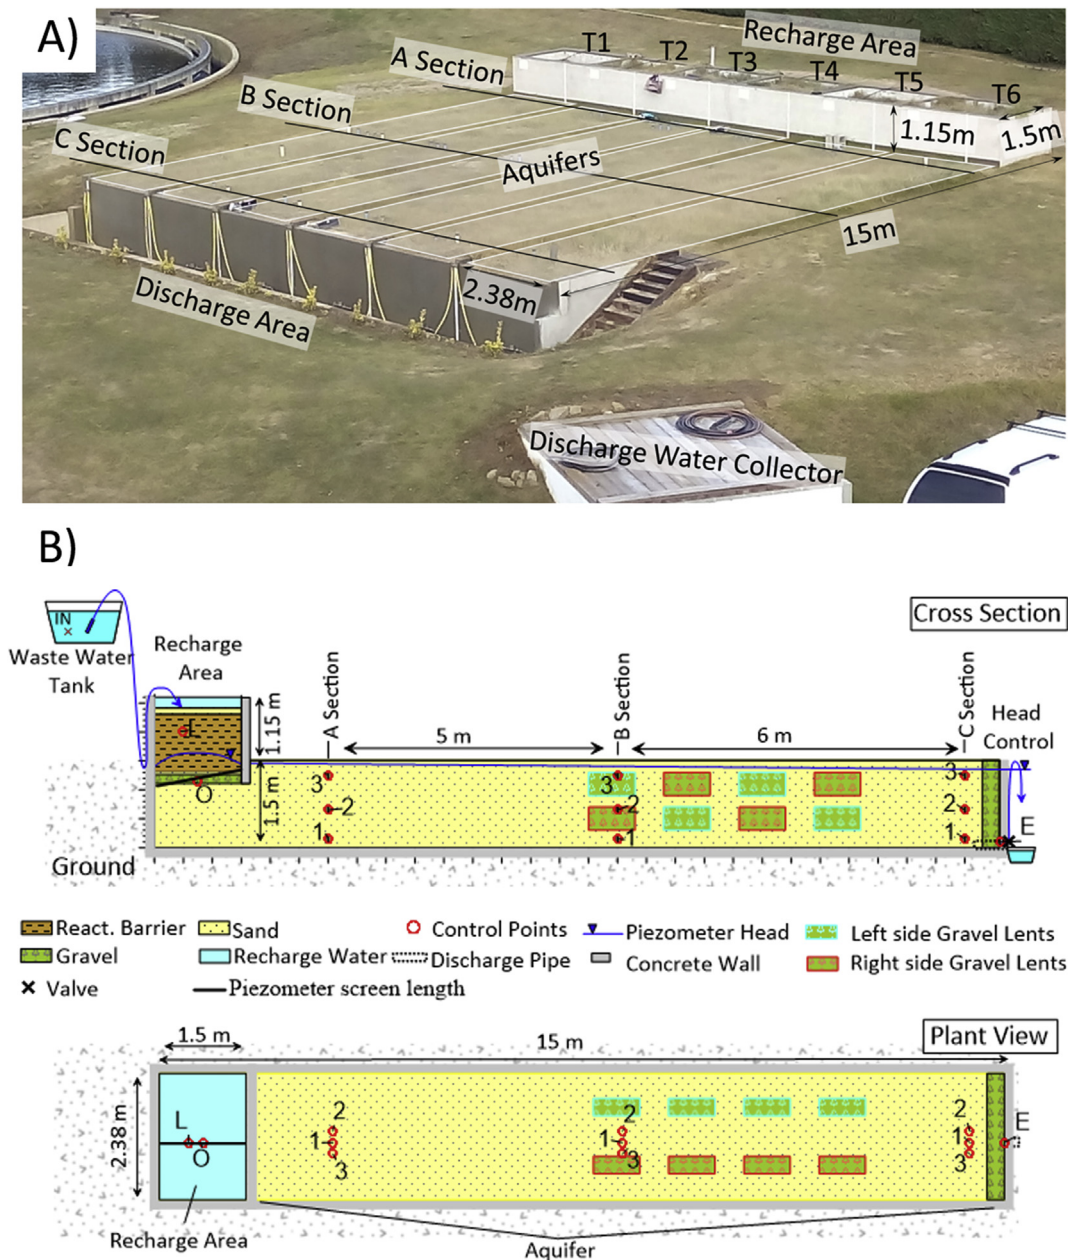 A)
Recharge Area
T1
T2
T3
T4
T5
T6
A Section
B Section
C Section
1.15m
1.5m
Aquifers
15m
2.38m
Discharge Area
Discharge Water Collector
B)
Cross Section
IN
Waste Water
Tank
Recharge
Area
1.15 m
A Section
B Section
C Section
Head
Control
5 m
6 m
L
O
1.5 m
3
2
1
3
2
1
3
2
1
E
Ground
React. Barrier
Sand
Control Points
Piezometer Head
Left side Gravel Lents
Gravel
Recharge Water
Discharge Pipe
Concrete Wall
Right side Gravel Lents
Valve
Piezometer screen length
Plant View
1.5 m
15 m
2.38 m
L
O
2
1
3
2
1
3
2
1
3
E
Recharge Area
Aquifer